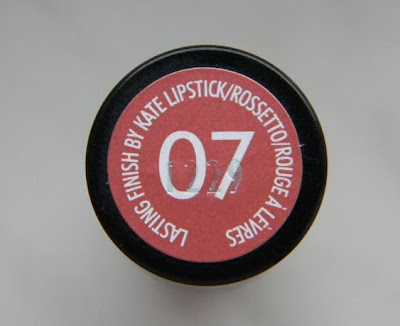 LASTING FINISH BY KATE LIPSTICK/ROSSETTO/ROUGE À LÈVRES
07